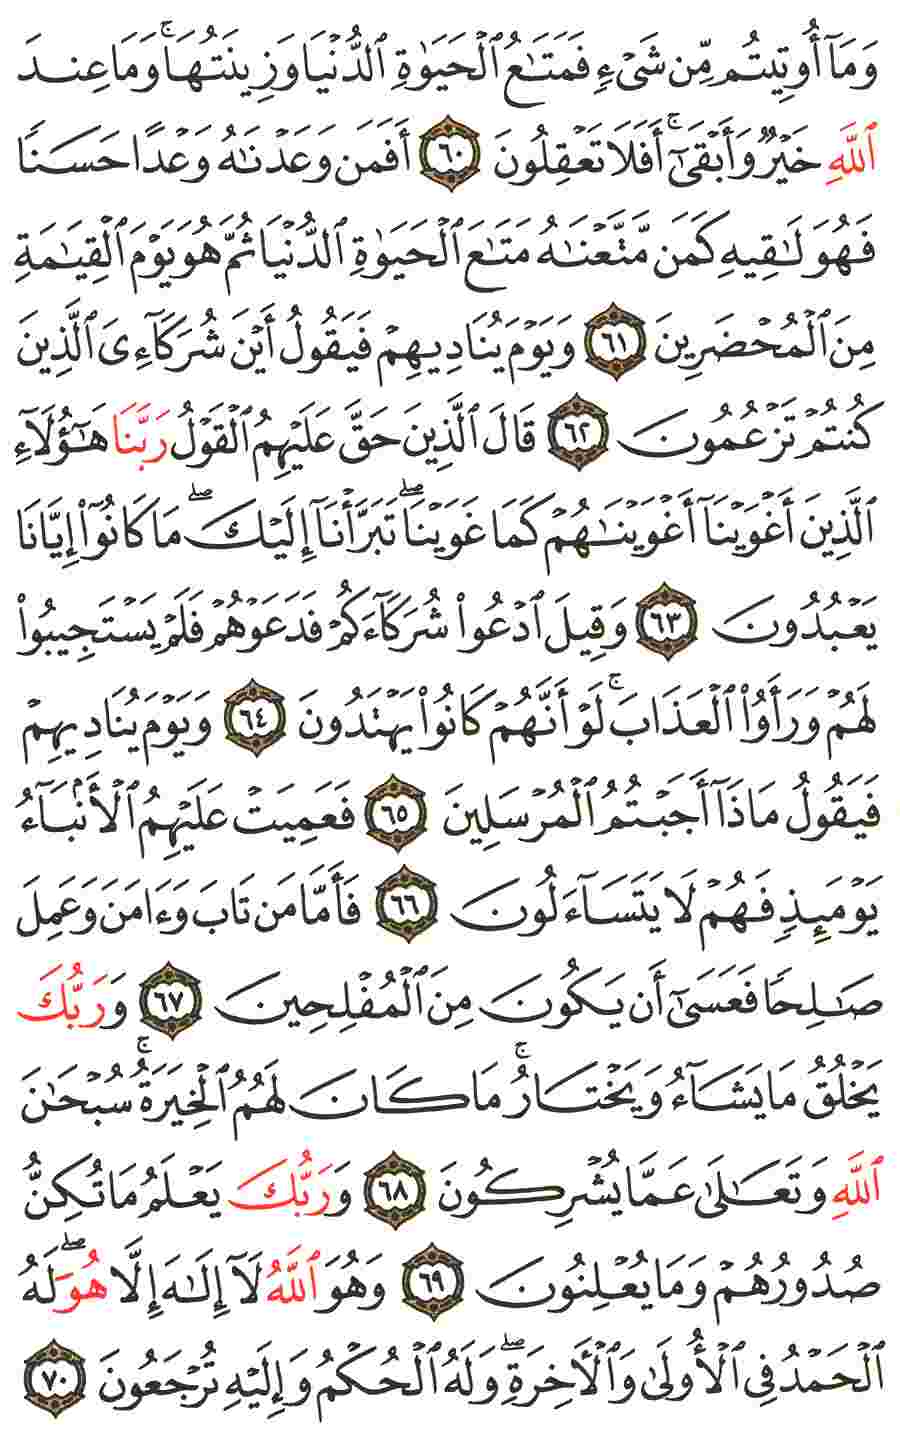 وَمَآ أُوتِيتُم مِّن شَىْءٍ فَمَتَٰعُ ٱلْحَيَوٰةِ ٱلدُّنْيَا وَزِينَتُهَا ۚ وَمَا عِندَ
ٱللَّهِ خَيْرٌ وَأَبْقَىٰٓ ۚ أَفَلَا تَعْقِلُونَ ٦٠ أَفَمَن وَعَدْنَٰهُ وَعْدًا حَسَنًا
فَهُوَ لَٰقِيهِ كَمَن مَّتَّعْنَٰهُ مَتَٰعَ ٱلْحَيَوٰةِ ٱلدُّنْيَا ثُمَّ هُوَ يَوْمَ ٱلْقِيَٰمَةِ
مِنَ ٱلْمُحْضَرِينَ ٦١ وَيَوْمَ يُنَادِيهِمْ فَيَقُولُ أَيْنَ شُرَكَآءِىَ ٱلَّذِينَ
كُنتُمْ تَزْعُمُونَ ٦٢ قَالَ ٱلَّذِينَ حَقَّ عَلَيْهِمُ ٱلْقَوْلُ رَبَّنَا هَٰٓؤُلَآءِ
ٱلَّذِينَ أَغْوَيْنَآ أَغْوَيْنَٰهُمْ كَمَا غَوَيْنَا ۖ تَبَرَّأْنَآ إِلَيْكَ ۖ مَا كَانُوٓا۟ إِيَّانَا
يَعْبُدُونَ ٦٣ وَقِيلَ ٱدْعُوا۟ شُرَكَآءَكُمْ فَدَعَوْهُمْ فَلَمْ يَسْتَجِيبُوا۟
لَهُمْ وَرَأَوُا۟ ٱلْعَذَابَ ۚ لَوْ أَنَّهُمْ كَانُوا۟ يَهْتَدُونَ ٦٤ وَيَوْمَ يُنَادِيهِمْ
فَيَقُولُ مَاذَآ أَجَبْتُمُ ٱلْمُرْسَلِينَ ٦٥ فَعَمِيَتْ عَلَيْهِمُ ٱلْأَنۢبَآءُ
يَوْمَئِذٍ فَهُمْ لَا يَتَسَآءَلُونَ ٦٦ فَأَمَّا مَن تَابَ وَءَامَنَ وَعَمِلَ
صَٰلِحًا فَعَسَىٰٓ أَن يَكُونَ مِنَ ٱلْمُفْلِحِينَ ٦٧ وَرَبُّكَ
يَخْلُقُ مَا يَشَآءُ وَيَخْتَارُ ۚ مَا كَانَ لَهُمُ ٱلْخِيَرَةُ ۚ سُبْحَٰنَ
ٱللَّهِ وَتَعَٰلَىٰ عَمَّا يُشْرِكُونَ ٦٨ وَرَبُّكَ يَعْلَمُ مَا تُكِنُّ
صُدُورُهُمْ وَمَا يُعْلِنُونَ ٦٩ وَهُوَ ٱللَّهُ لَآ إِلَٰهَ إِلَّا هُوَ ۖ لَهُ
ٱلْحَمْدُ فِى ٱلْأُولَىٰ وَٱلْءَاخِرَةِ ۖ وَلَهُ ٱلْحُكْمُ وَإِلَيْهِ تُرْجَعُونَ ٧٠